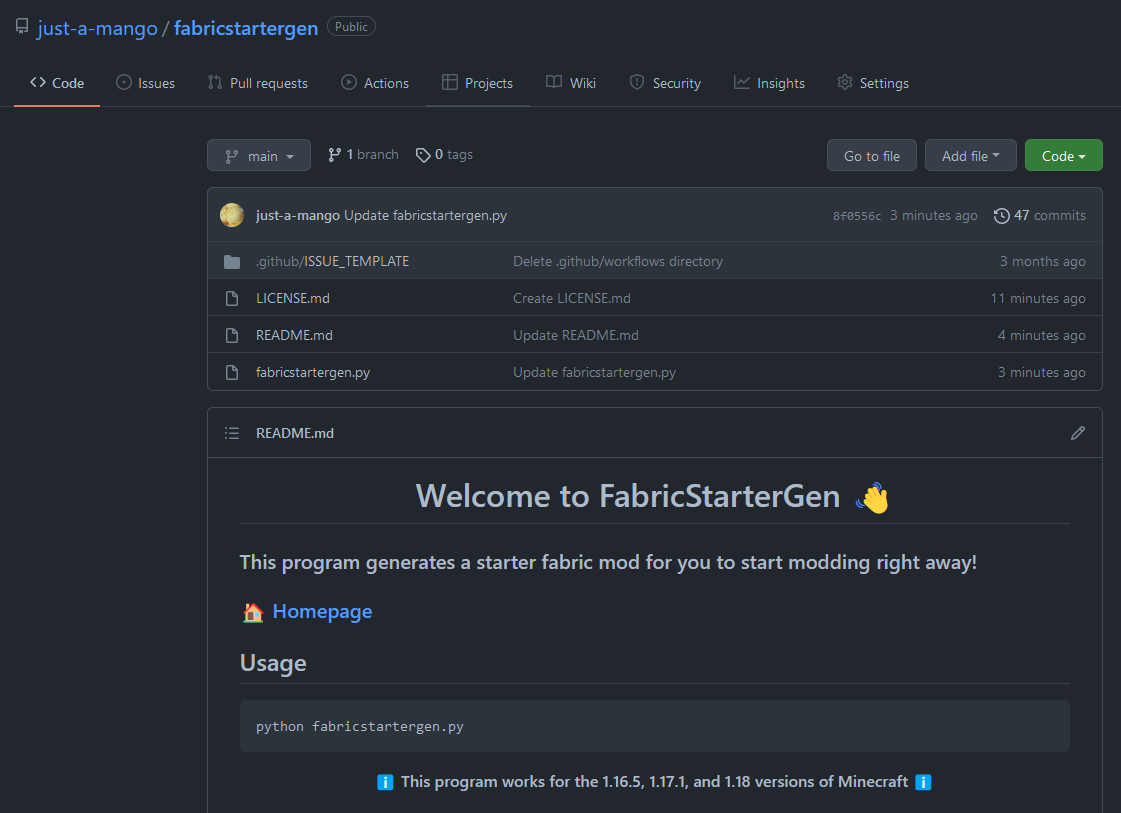 just-a-mango / fabricstartergen Public
Code Issues Pull requests Actions Projects Wiki Security Insights Settings
main 1 branch 0 tags Go to file Add file Code
just-a-mango Update fabricstartergen.py 8f0556c 3 minutes ago 47 commits
.github/ISSUE_TEMPLATE Delete .github/workflows directory 3 months ago
LICENSE.md Create LICENSE.md 11 minutes ago
README.md Update README.md 4 minutes ago
fabricstartergen.py Update fabricstartergen.py 3 minutes ago
README.md
Welcome to FabricStarterGen 👋
This program generates a starter fabric mod for you to start modding right away!
🏠 Homepage
Usage
python fabricstartergen.py
ℹ️ This program works for the 1.16.5, 1.17.1, and 1.18 versions of Minecraft ℹ️